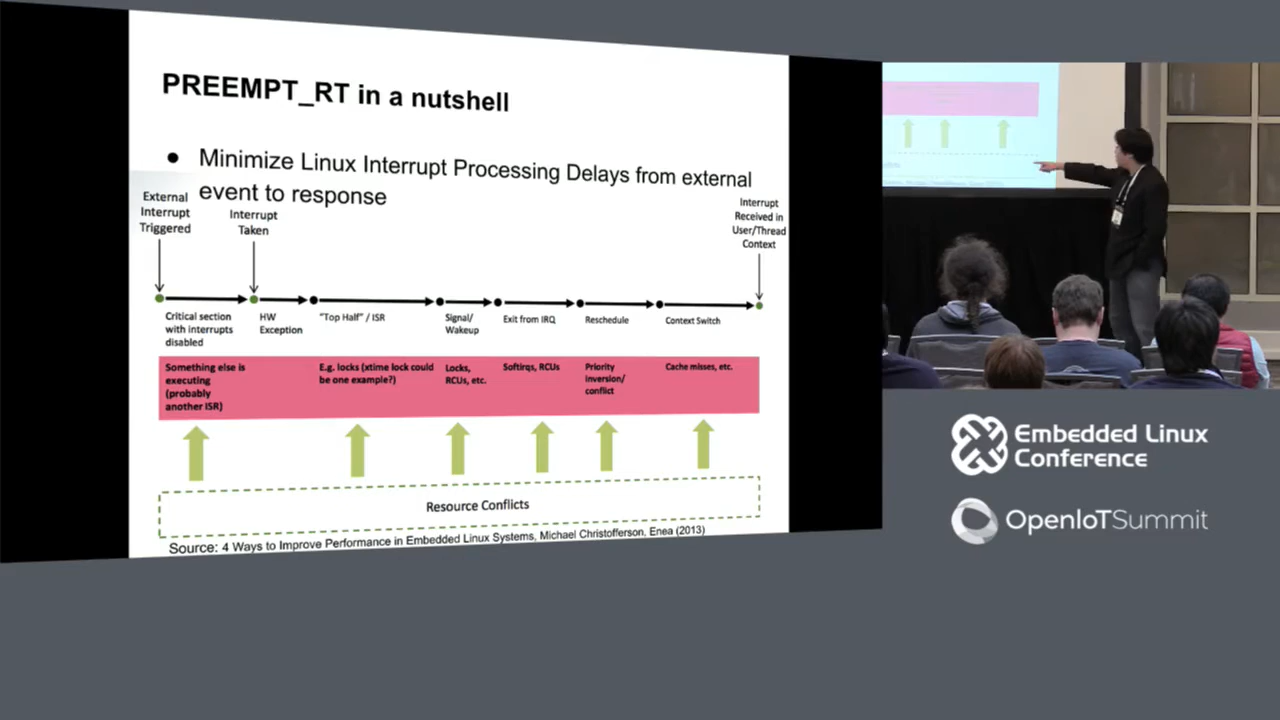 PREEMPT_RT in a nutshell
● Minimize Linux Interrupt Processing Delays from external
event to response
External
Interrupt
Triggered
Interrupt
Taken
Interrupt
Received in
User/Thread
Context
Critical section
with interrupts
disabled
HW
Exception
"Top Half" / ISR
Signal/
Wakeup
Exit from IRQ
Reschedule
Context Switch
Something else is
executing
(probably
another ISR)
E.g. locks (xtime lock could
be one example?)
Locks,
RCUs, etc.
Softirqs, RCUs
Priority
inversion/
conflict
Cache misses, etc.
Resource Conflicts
Source: 4 Ways to Improve Performance in Embedded Linux Systems, Michael Christofferson, Enea (2013)
Embedded Linux
Conference
OpenIoTSummit